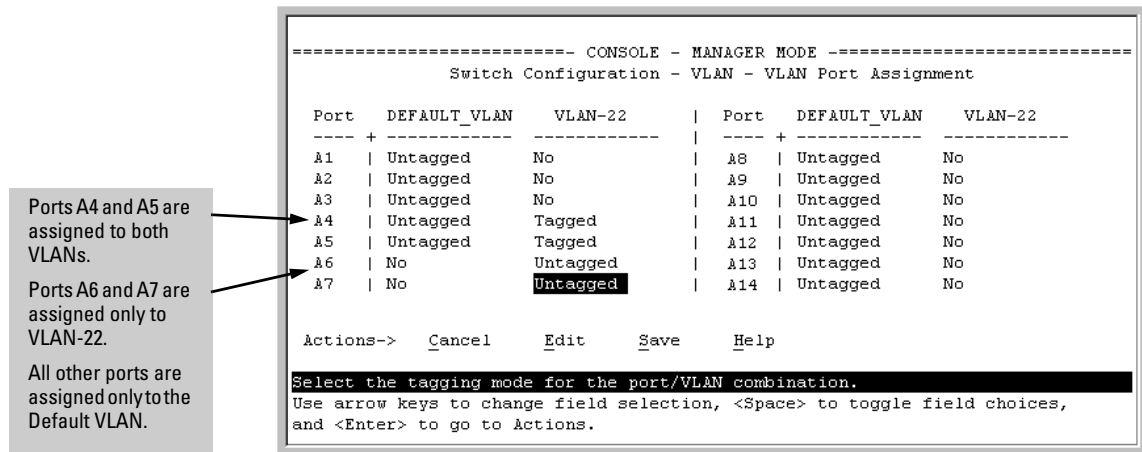 ===========================- CONSOLE - MANAGER MODE -============================
Switch Configuration - VLAN - VLAN Port Assignment
Port DEFAULT_VLAN VLAN-22 | Port DEFAULT_VLAN VLAN-22
---- + ------------ ------------ | ---- + ------------ ------------
A1 | Untagged No | A8 | Untagged No
A2 | Untagged No | A9 | Untagged No
A3 | Untagged No | A10 | Untagged No
A4 | Untagged Tagged | A11 | Untagged No
A5 | Untagged Tagged | A12 | Untagged No
A6 | No Untagged | A13 | Untagged No
A7 | No Untagged | A14 | Untagged No
Actions-> Cancel Edit Save Help
Select the tagging mode for the port/VLAN combination.
Use arrow keys to change field selection, <Space> to toggle field choices,
and <Enter> to go to Actions.
Ports A4 and A5 are
assigned to both
VLANs.
Ports A6 and A7 are
assigned only to
VLAN-22.
All other ports are
assigned only to the
Default VLAN.